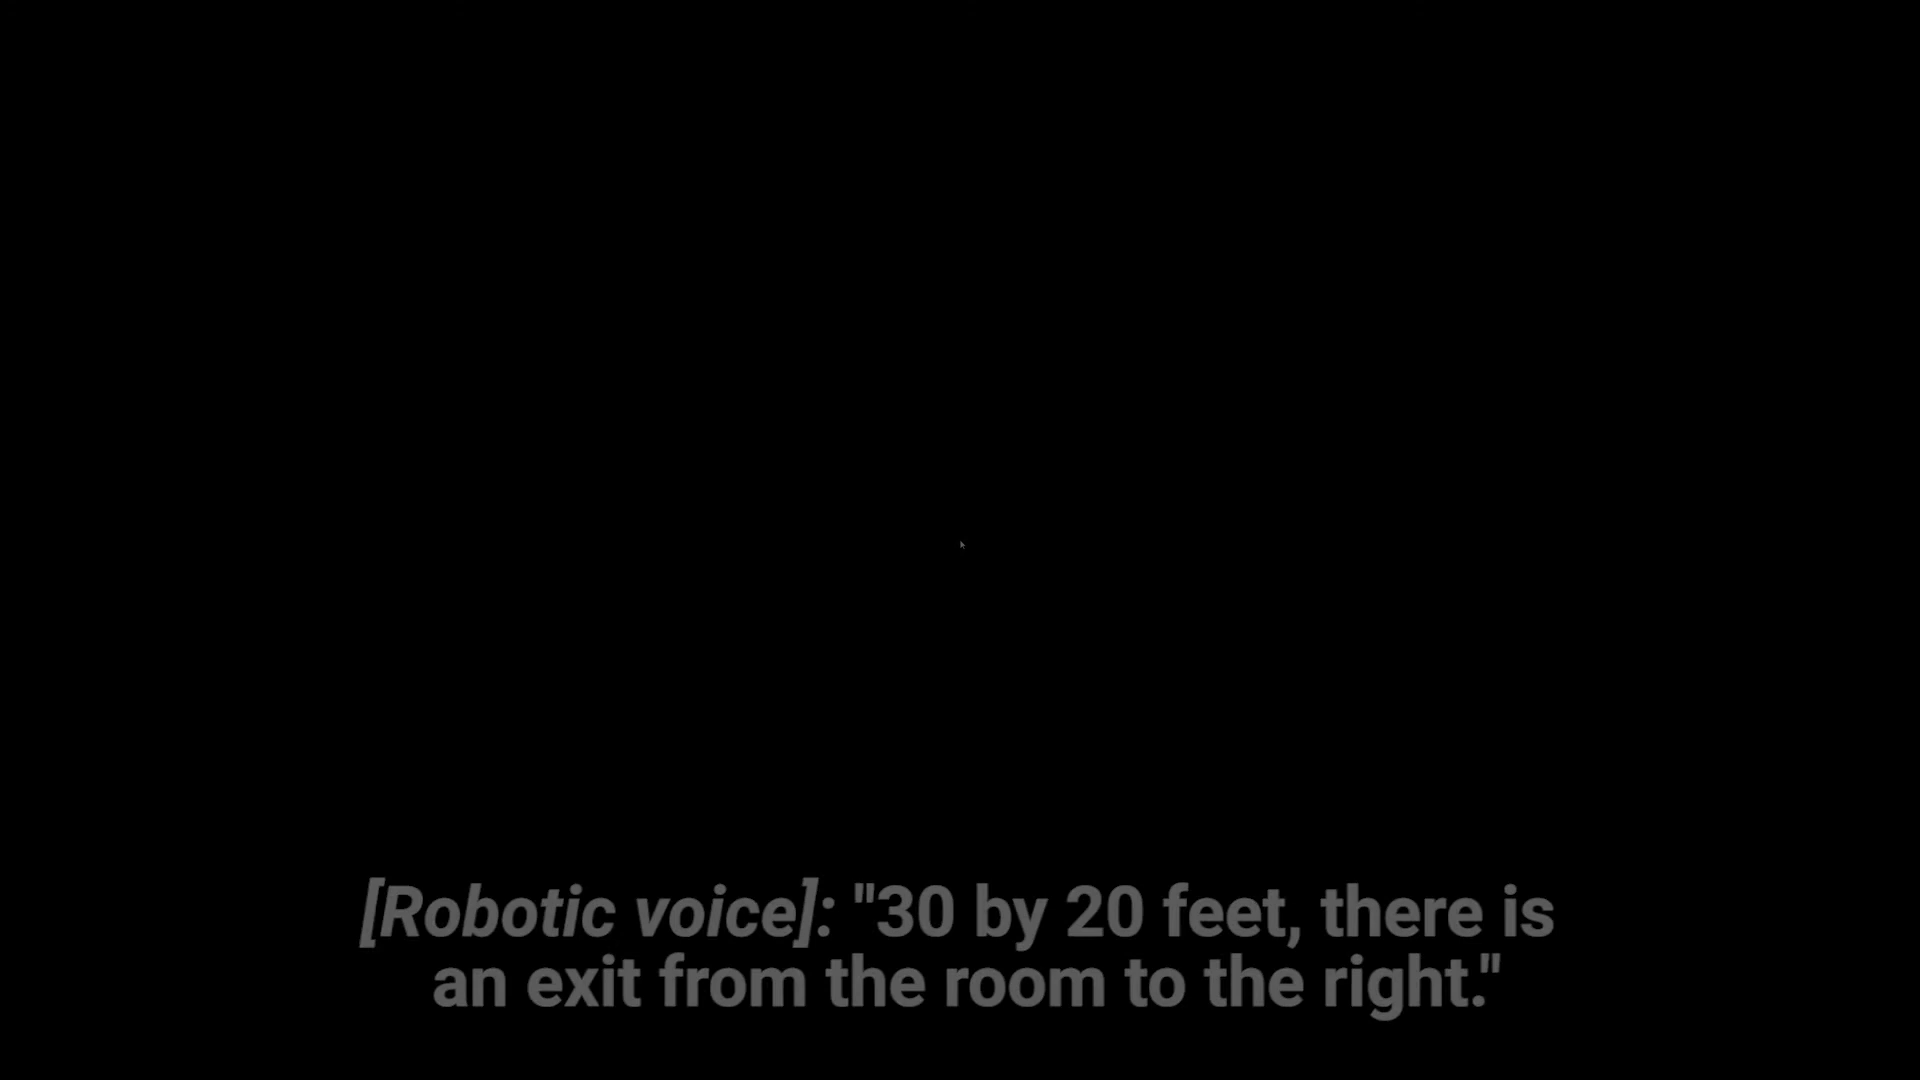 [Robotic voice]: "30 by 20 feet, there is
an exit from the room to the right."